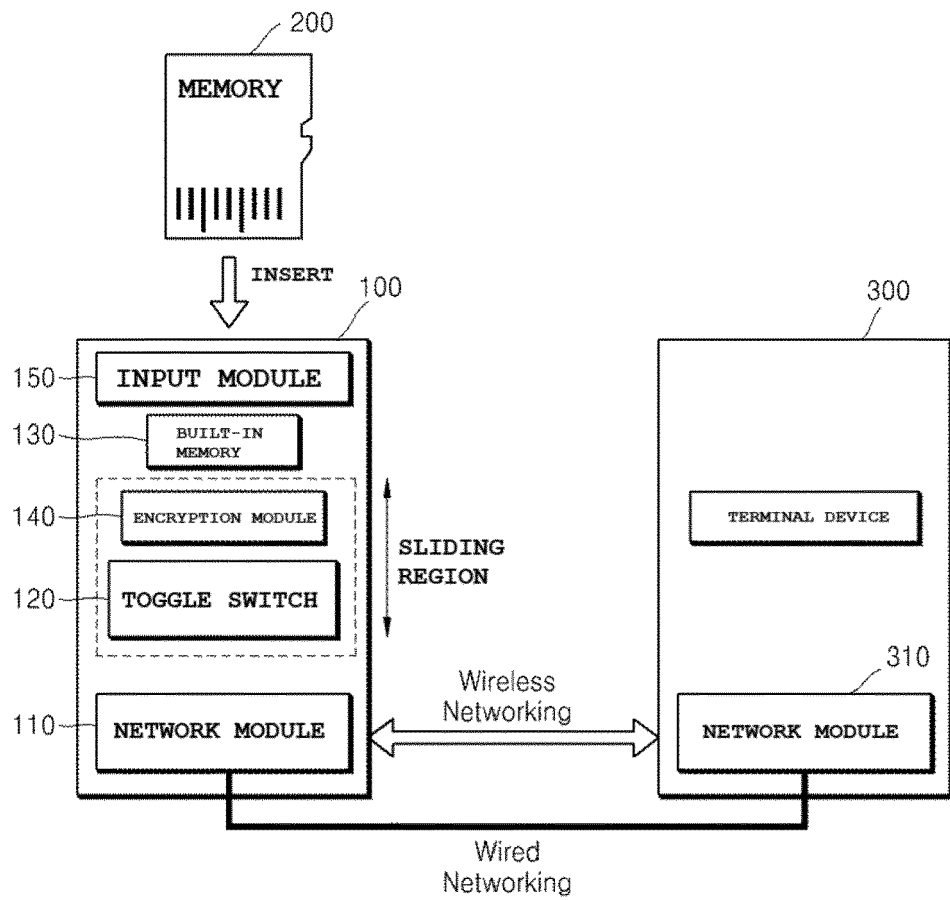 200
MEMORY
INSERT
100
300
150
INPUT MODULE
130
BUILT-IN
MEMORY
140
ENCRYPTION MODULE
TERMINAL DEVICE
SLIDING
REGION
120
TOGGLE SWITCH
310
Wireless
Networking
110
NETWORK MODULE
NETWORK MODULE
Wired
Networking